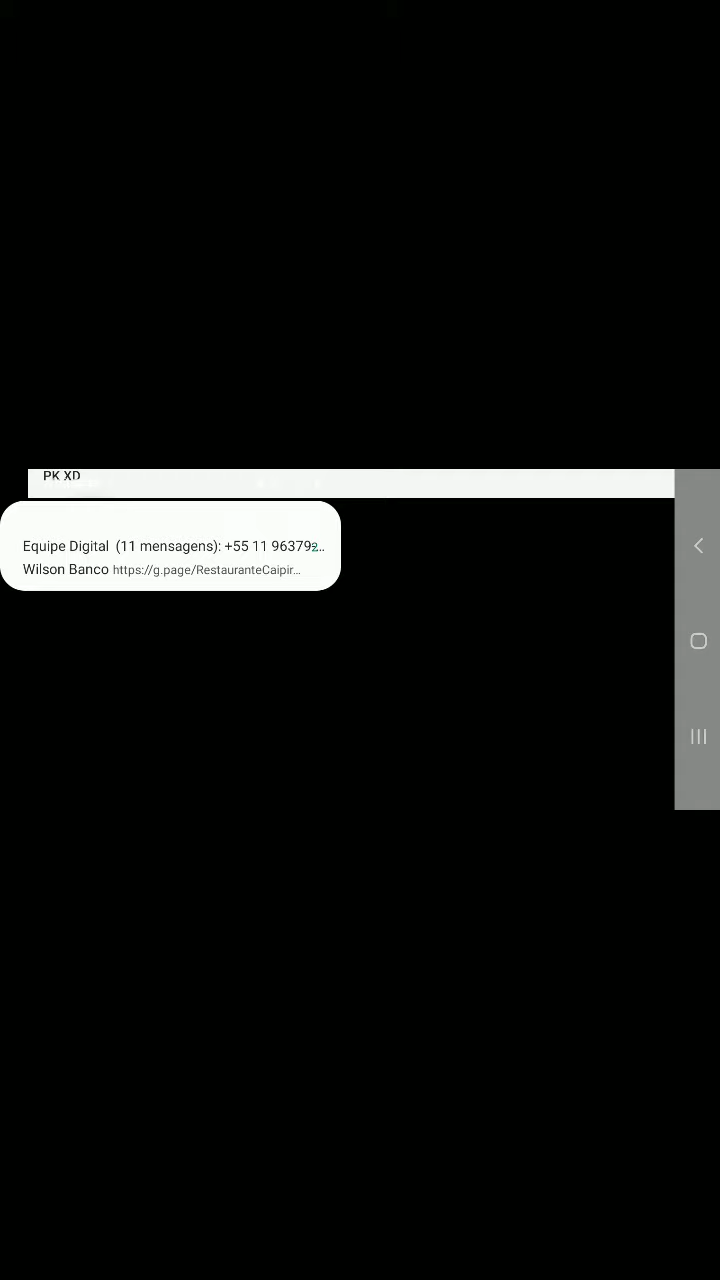 PK XD
Equipe Digital (11 mensagens): +55 11 96379...
Wilson Banco https://g.page/RestauranteCaipir...